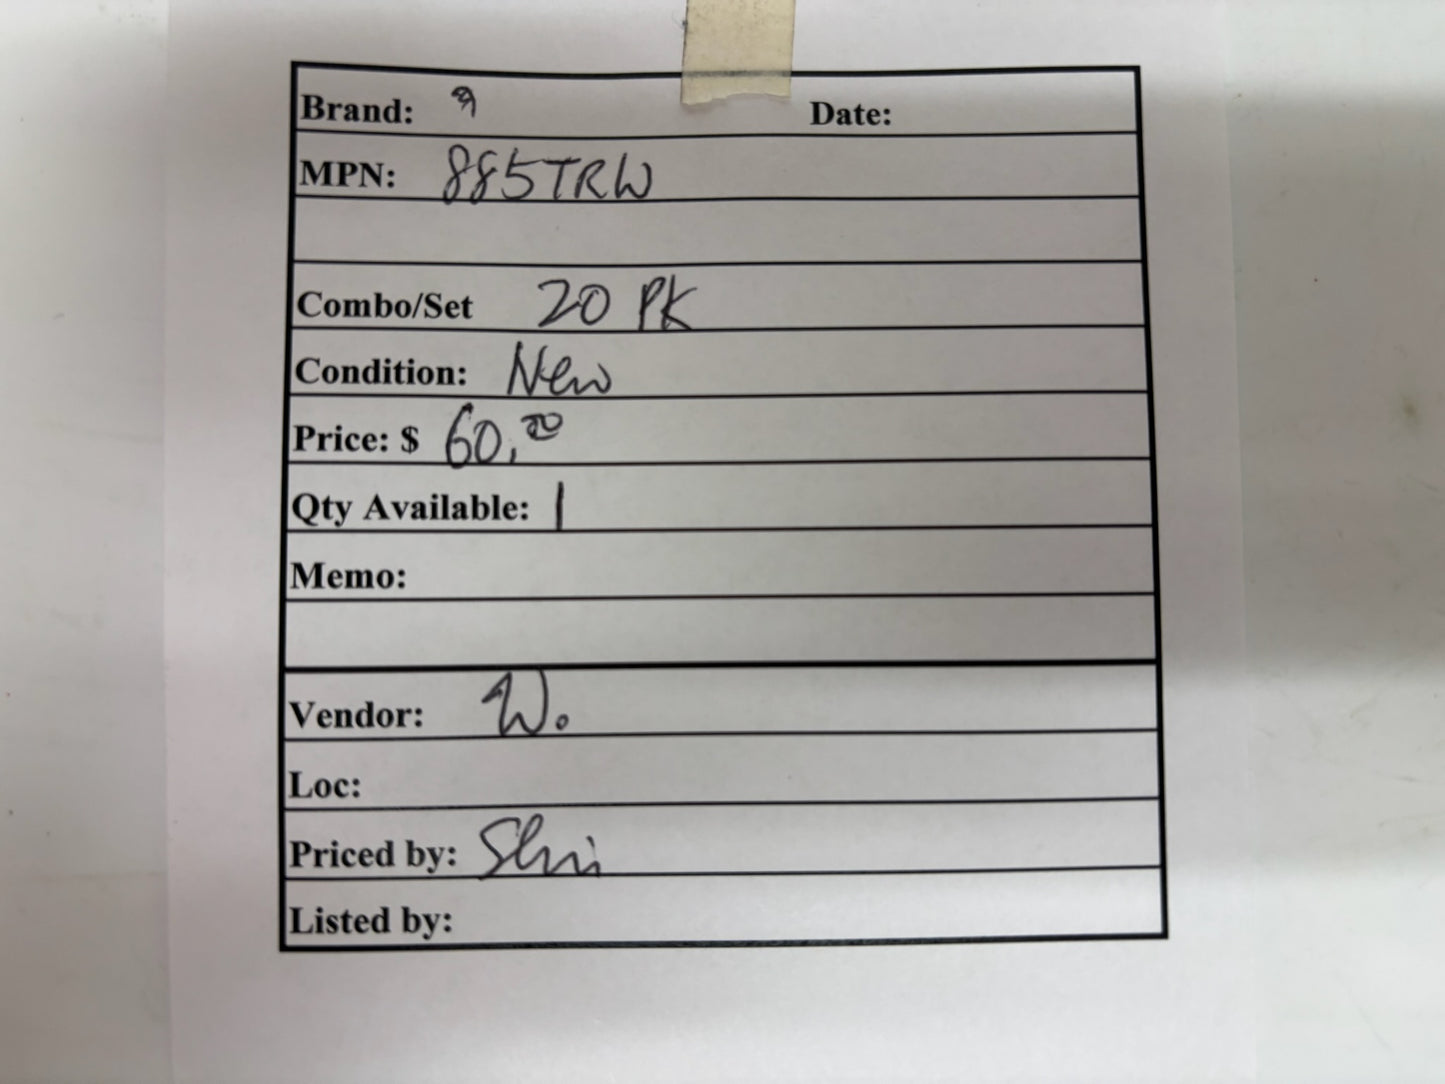 Brand: Date:
MPN: 885TRW
Combo/Set 20 PK
Condition: New
Price: $ 60.00
Qty Available: 1
Memo:
Vendor: W.
Loc:
Priced by: Shin
Listed by: